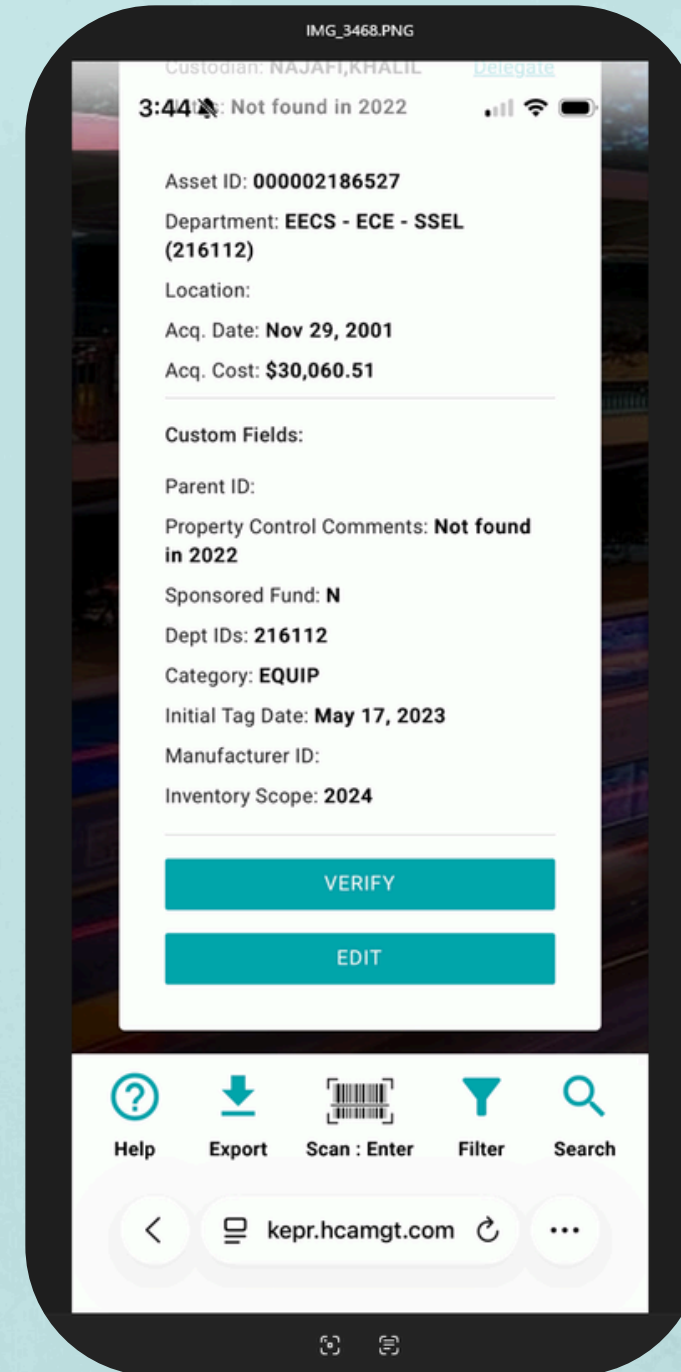 IMG_3468.PNG
Custodian: NAJAFI,KHALIL Delegate
3:44 : Not found in 2022
Asset ID: 000002186527
Department: EECS - ECE - SSEL
(216112)
Location:
Acq. Date: Nov 29, 2001
Acq. Cost: $30,060.51
Custom Fields:
Parent ID:
Property Control Comments: Not found
in 2022
Sponsored Fund: N
Dept IDs: 216112
Category: EQUIP
Initial Tag Date: May 17, 2023
Manufacturer ID:
Inventory Scope: 2024
VERIFY
EDIT
Help Export Scan : Enter Filter Search
kepr.hcamgt.com